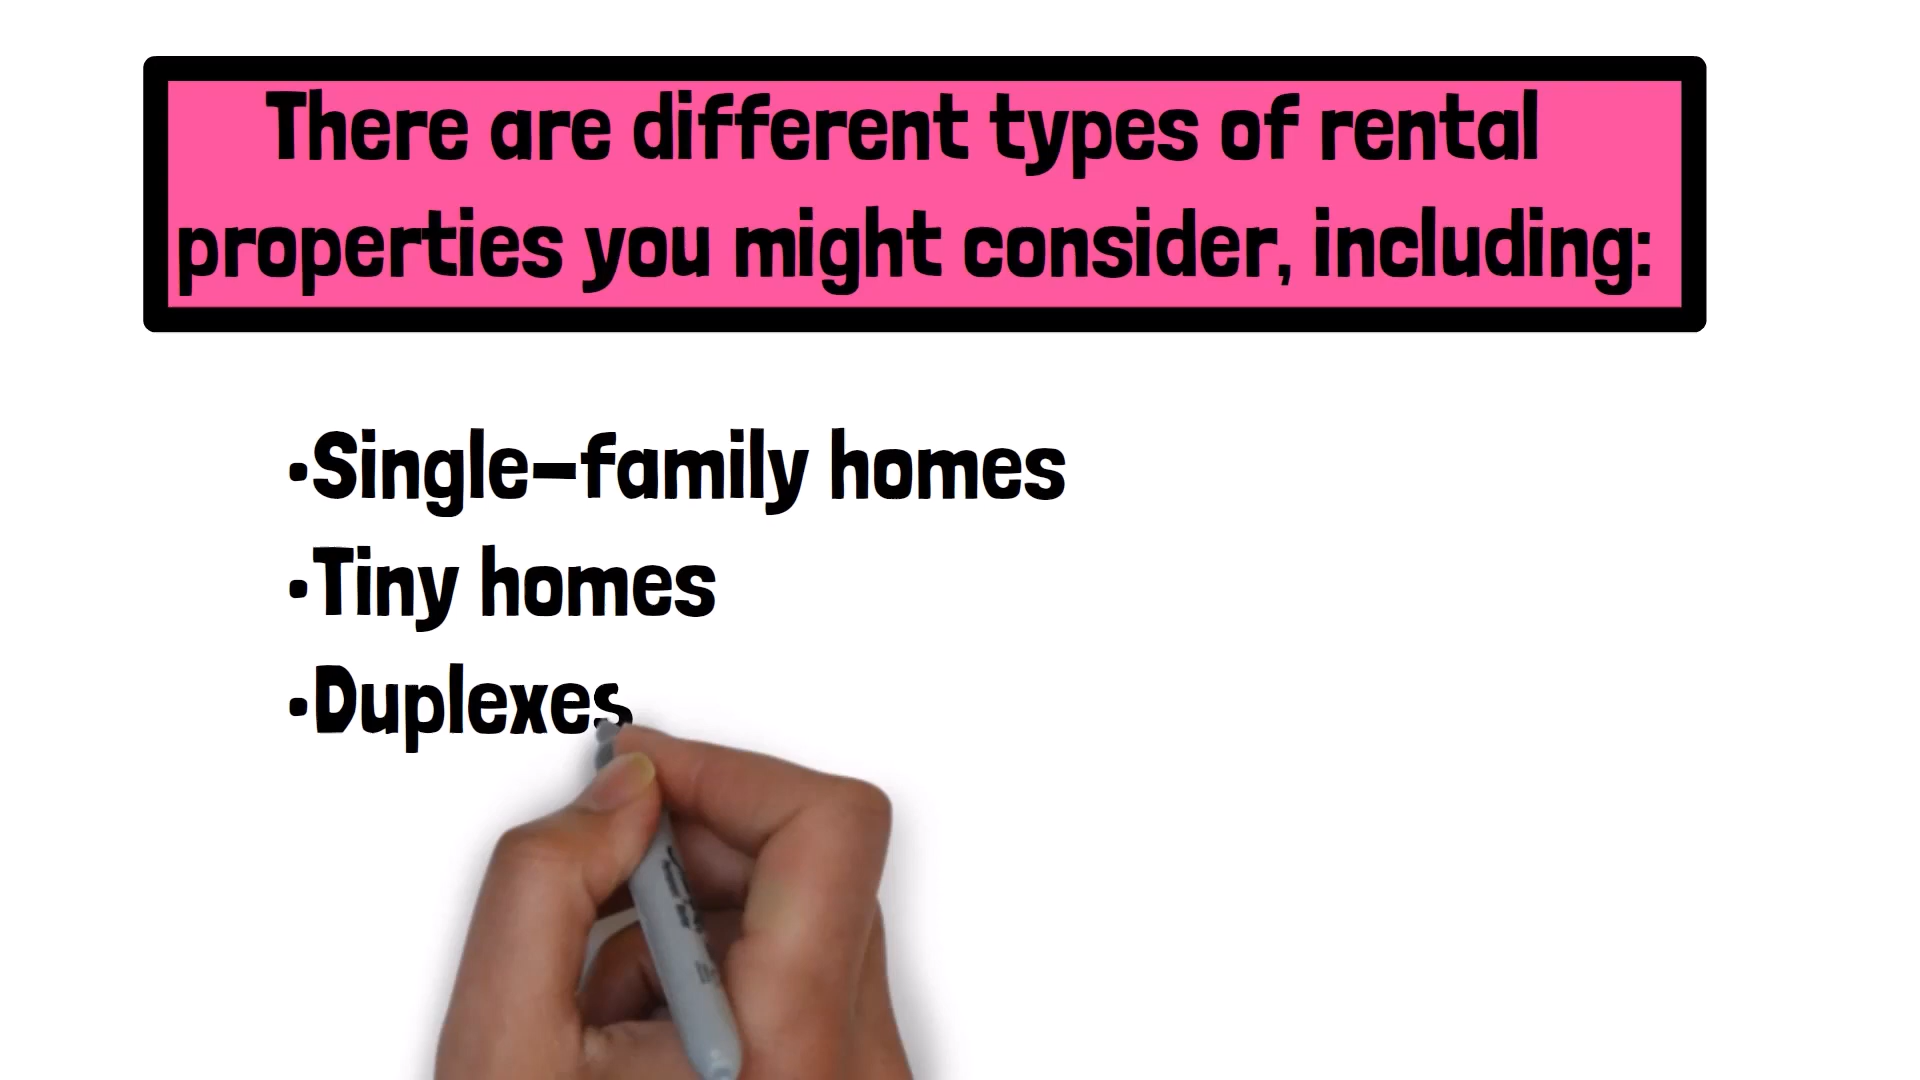 There are different types of rental
properties you might consider, including:
•Single-family homes
•Tiny homes
•Duplexes